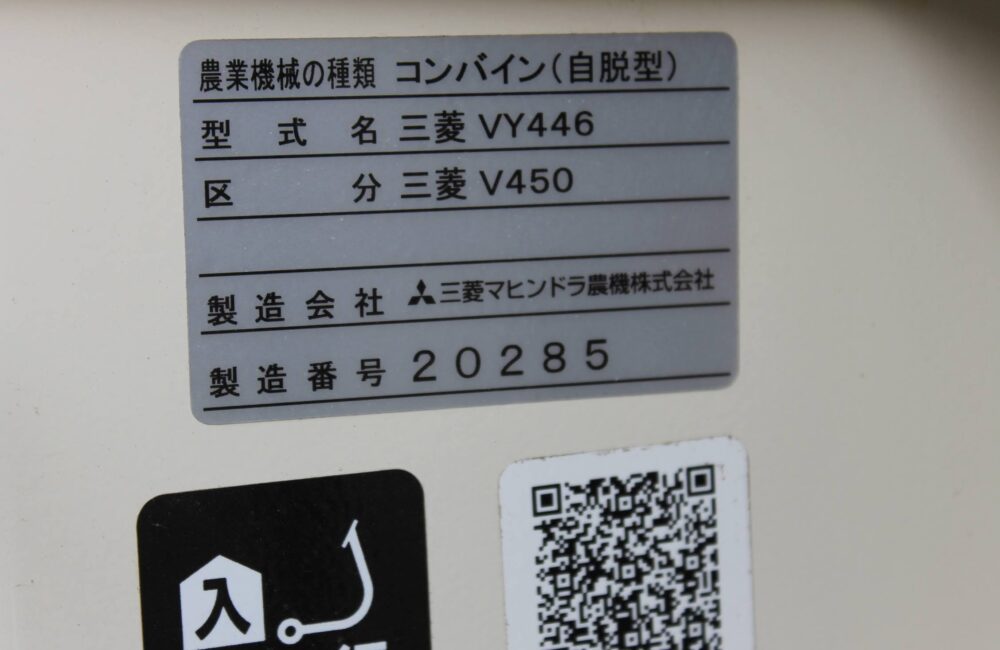 農業機械の種類 コンバイン(自脱型)
型式名 三菱 VY446
区分 三菱 V450
製造会社 三菱マヒンドラ農機株式会社
製造番号 20285
入